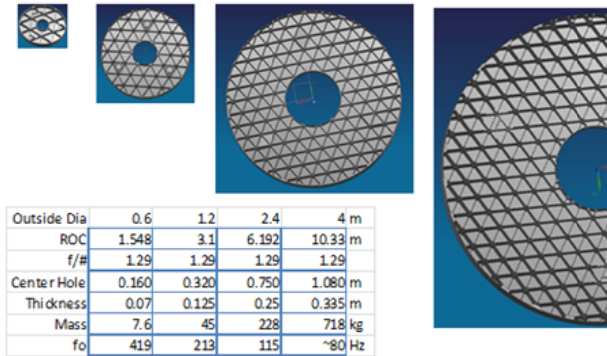 Outside Dia 0.6 1.2 2.4 4 m
ROC 1.548 3.1 6.192 10.33 m
f/# 1.29 1.29 1.29 1.29
Center Hole 0.160 0.320 0.750 1.080 m
Thickness 0.07 0.125 0.25 0.335 m
Mass 7.6 45 228 718 kg
fo 419 213 115 ~80 Hz